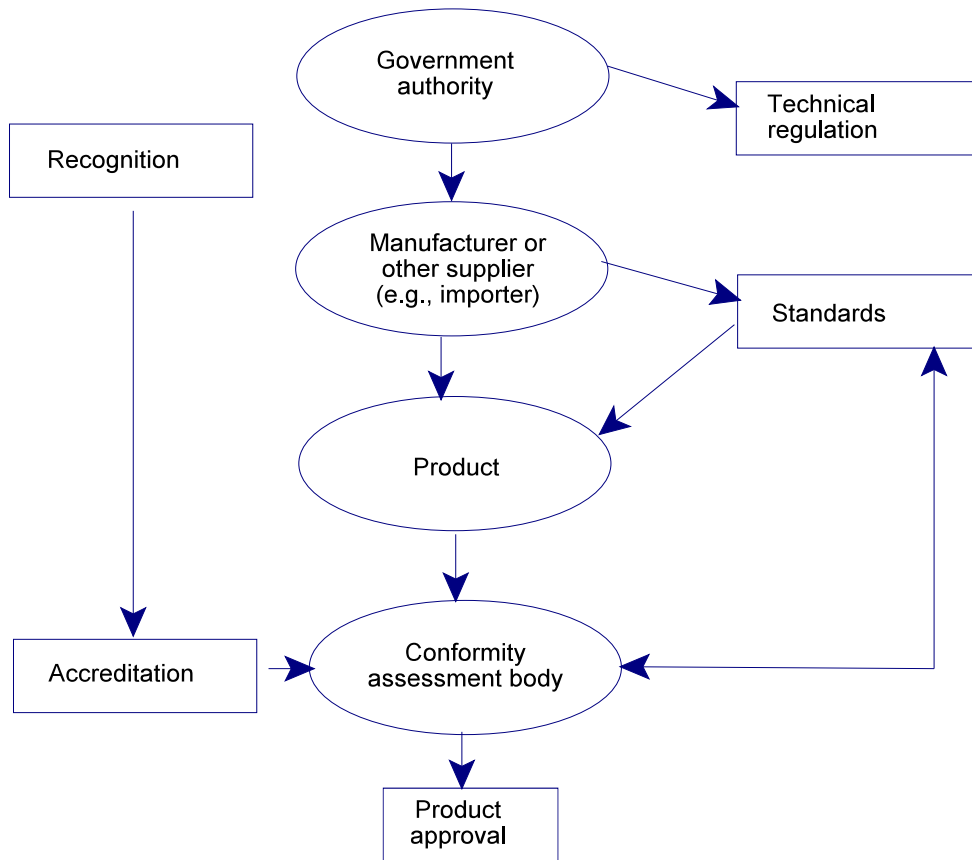 Government
authority
Technical
regulation
Recognition
Manufacturer or
other supplier
(e.g., importer)
Standards
Product
Accreditation
Conformity
assessment body
Product
approval